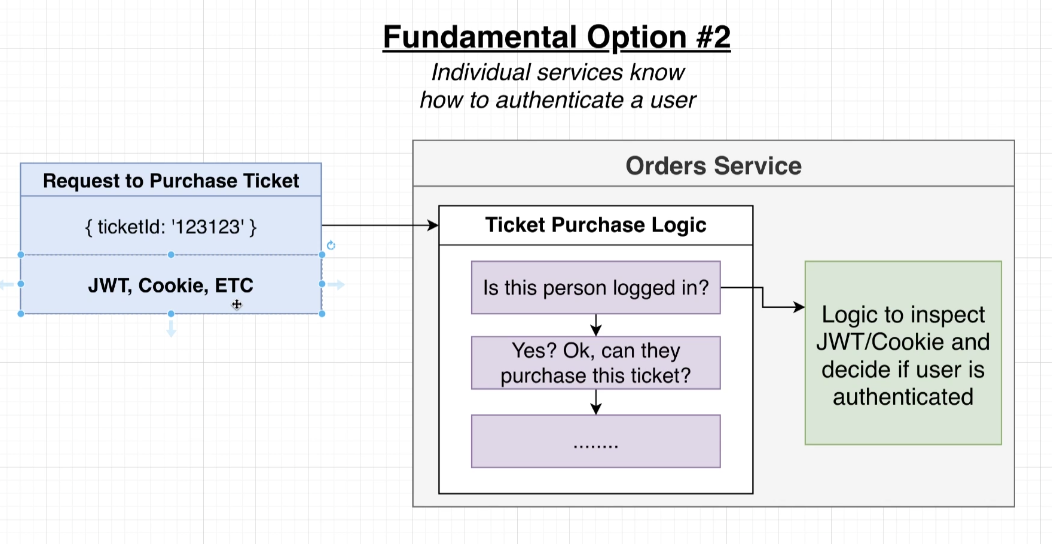 Fundamental Option #2
Individual services know
how to authenticate a user
Orders Service
Request to Purchase Ticket
{ ticketId: '123123' }
JWT, Cookie, ETC
Ticket Purchase Logic
Is this person logged in?
Yes? Ok, can they
purchase this ticket?
........
Logic to inspect
JWT/Cookie and
decide if user is
authenticated